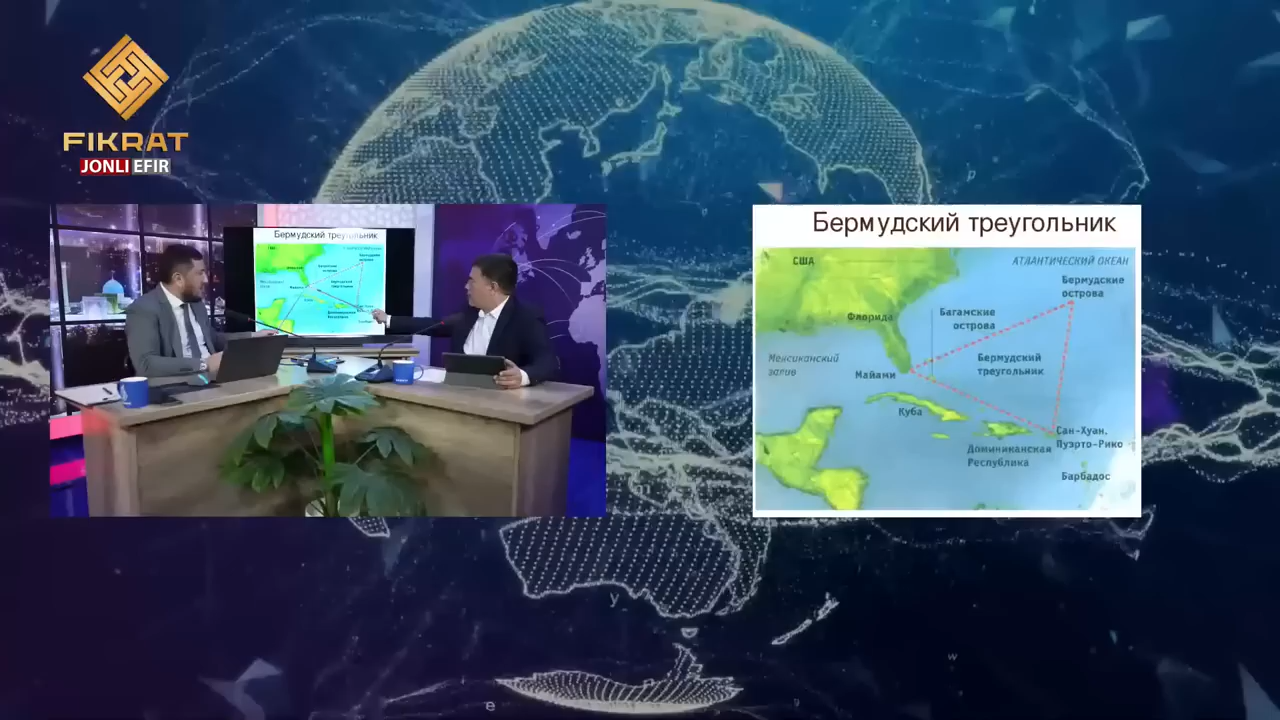 FIKRAT
JONLI EFIR
Бермудский треугольник
Бермудский треугольник
США
АТЛАНТИЧЕСКИЙ ОКЕАН
Бермудские
острова
Багамские
острова
Флорида
Мексиканский
залив
Майами
Бермудский
треугольник
Куба
Сан-Хуан,
Пуэрто-Рико
Доминиканская
Республика
Барбадос